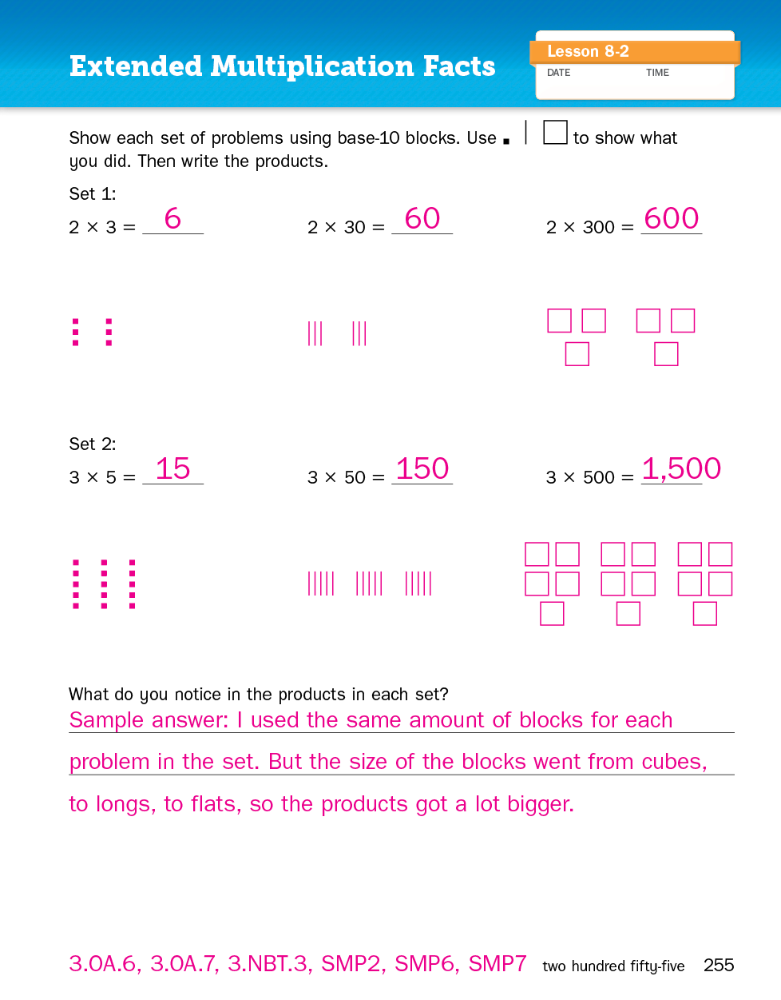 Extended Multiplication Facts
Lesson 8-2
DATE TIME
Show each set of problems using base-10 blocks. Use ▪ | □ to show what
you did. Then write the products.
Set 1:
2 × 3 = 6 2 × 30 = 60 2 × 300 = 600
Set 2:
3 × 5 = 15 3 × 50 = 150 3 × 500 = 1,500
What do you notice in the products in each set?
Sample answer: I used the same amount of blocks for each
problem in the set. But the size of the blocks went from cubes,
to longs, to flats, so the products got a lot bigger.
3.OA.6, 3.OA.7, 3.NBT.3, SMP2, SMP6, SMP7 two hundred fifty-five 255